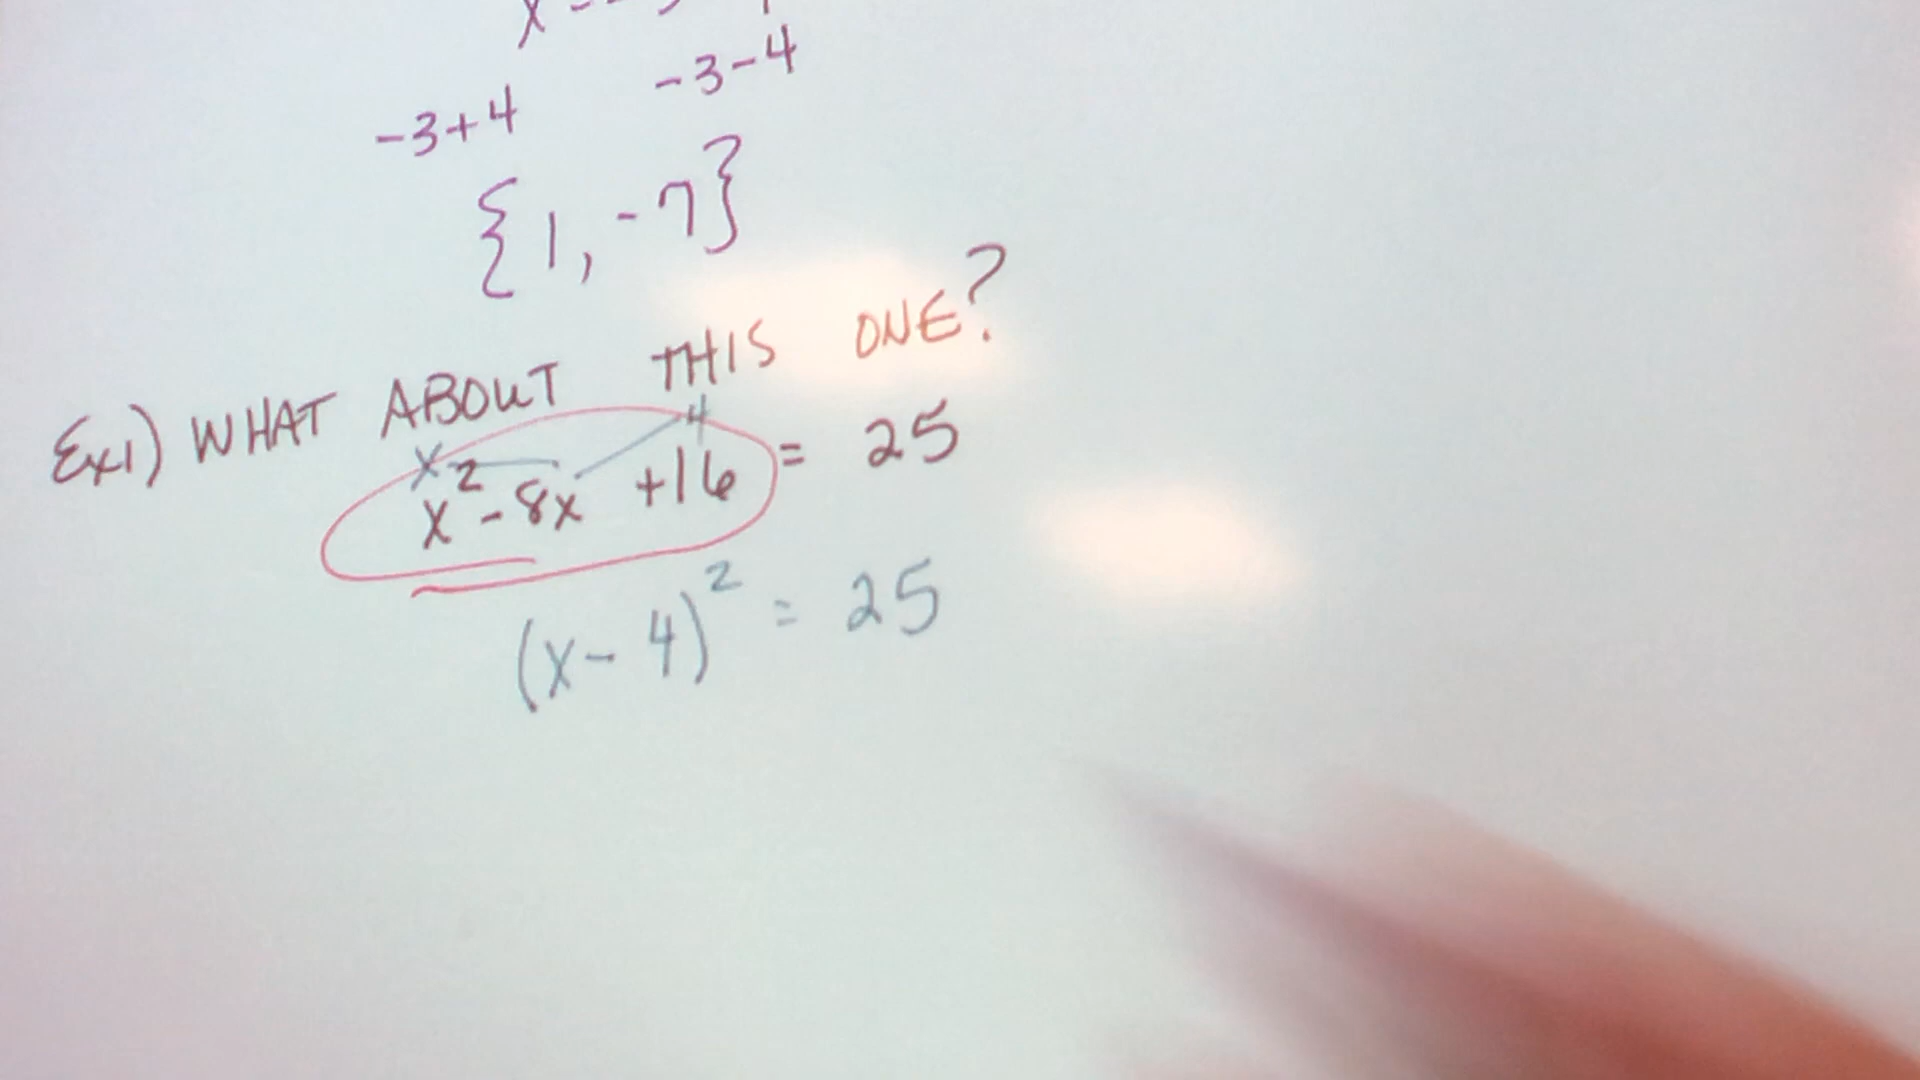 -3+4 -3-4
{1, -7}
Ex1) WHAT ABOUT THIS ONE?
x 4
x² - 8x +16 = 25
(x - 4)² = 25